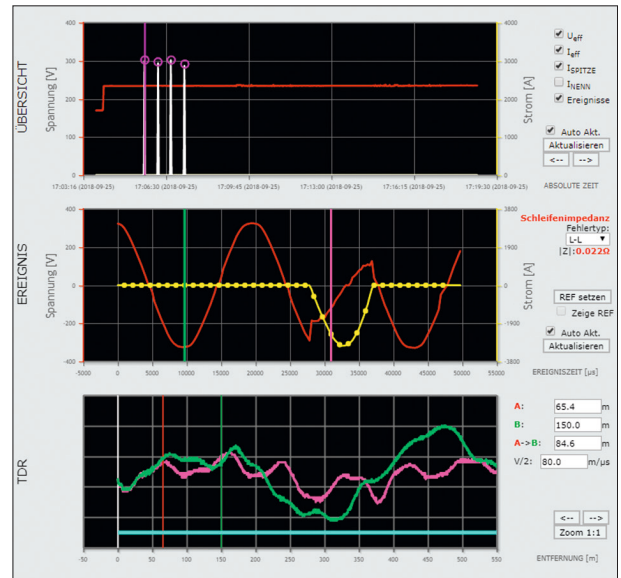 ÜBERSICHT
Spannung [V]
400
300
200
100
0
4000
3000
2000
1000
0
Strom [A]
17:03:16 (2018-09-25) 17:06:30 (2018-09-25) 17:09:45 (2018-09-25) 17:13:00 (2018-09-25) 17:16:15 (2018-09-25) 17:19:30 (2018-09-25)
Ueff
Ieff
ISPITZE
INENN
Ereignisse
Auto Akt.
Aktualisieren
<-- -->
ABSOLUTE ZEIT
EREIGNIS
Spannung [V]
400
200
0
-200
-400
3800
1900
0
-1900
-3800
Strom [A]
-5000 0 5000 10000 15000 20000 25000 30000 35000 40000 45000 50000 55000
Schleifenimpedanz
Fehlertyp:
L-L
|Z|:0.022Ω
REF setzen
Zeige REF
Auto Akt.
Aktualisieren
EREIGNISZEIT [µs]
TDR
-50 0 50 100 150 200 250 300 350 400 450 500 550
A: 65.4 m
B: 150.0 m
A->B: 84.6 m
V/2: 80.0 m/µs
<-- -->
Zoom 1:1
ENTFERNUNG [m]